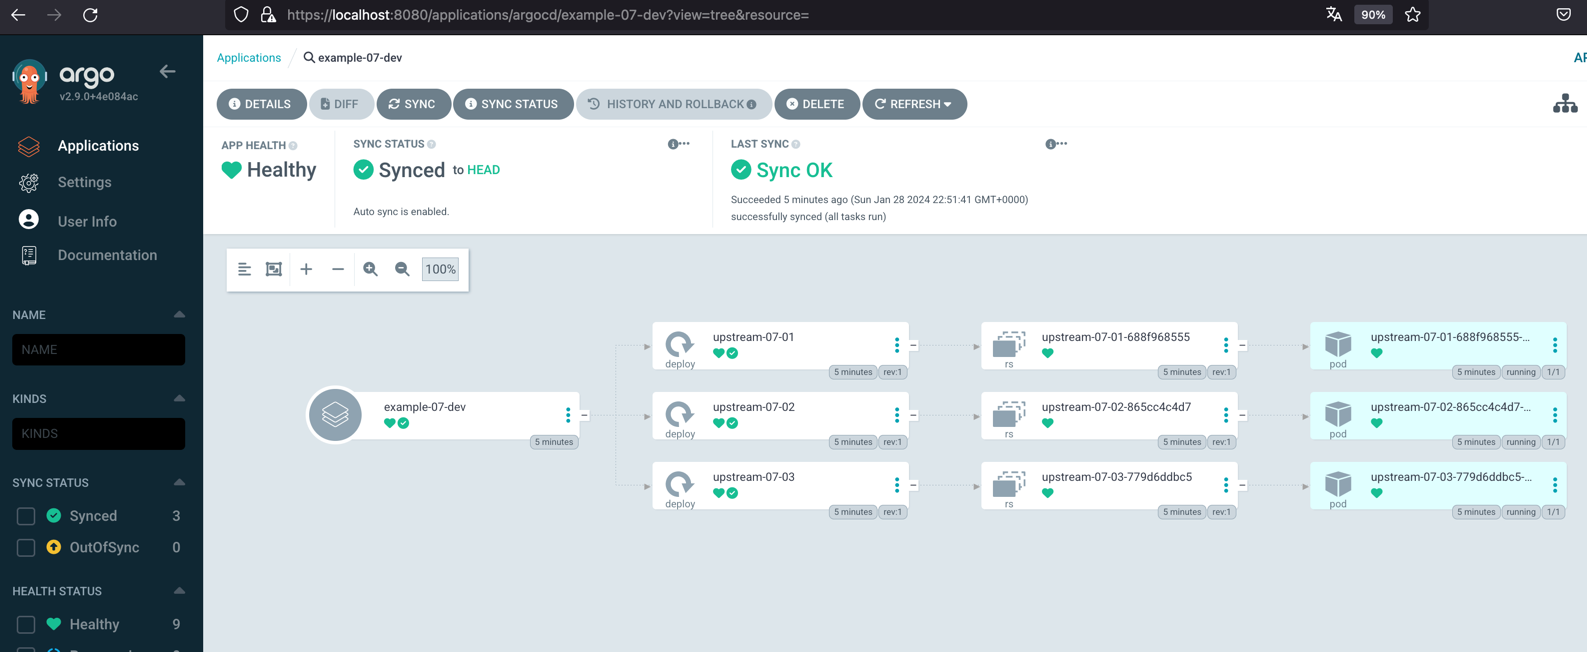 https://localhost:8080/applications/argocd/example-07-dev?view=tree&resource=
90%
argo
v2.9.0+4e084ac
Applications
Settings
User Info
Documentation
NAME
NAME
KINDS
KINDS
SYNC STATUS
Synced 3
OutOfSync 0
HEALTH STATUS
Healthy 9
Applications / example-07-dev
DETAILS DIFF SYNC SYNC STATUS HISTORY AND ROLLBACK DELETE REFRESH
APP HEALTH
Healthy
SYNC STATUS
Synced to HEAD
Auto sync is enabled.
LAST SYNC
Sync OK
Succeeded 5 minutes ago (Sun Jan 28 2024 22:51:41 GMT+0000)
successfully synced (all tasks run)
100%
example-07-dev
5 minutes
upstream-07-01
deploy
5 minutes rev:1
upstream-07-01-688f968555
rs
5 minutes rev:1
upstream-07-01-688f968555-...
pod
5 minutes running 1/1
upstream-07-02
deploy
5 minutes rev:1
upstream-07-02-865cc4c4d7
rs
5 minutes rev:1
upstream-07-02-865cc4c4d7-...
pod
5 minutes running 1/1
upstream-07-03
deploy
5 minutes rev:1
upstream-07-03-779d6ddbc5
rs
5 minutes rev:1
upstream-07-03-779d6ddbc5-...
pod
5 minutes running 1/1